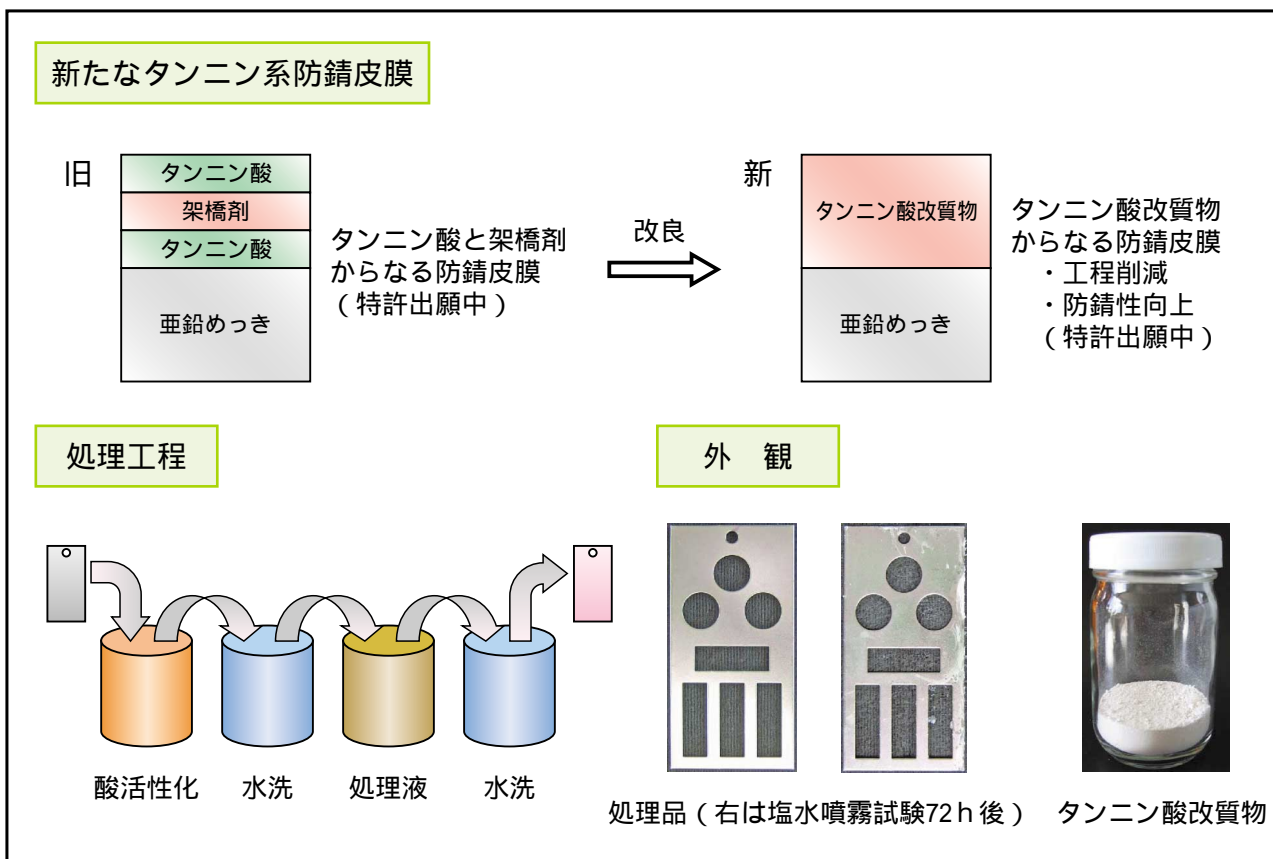 新たなタンニン系防錆皮膜
旧
タンニン酸
架橋剤
タンニン酸
亜鉛めっき
タンニン酸と架橋剤
からなる防錆皮膜
（特許出願中）
改良
新
タンニン酸改質物
亜鉛めっき
タンニン酸改質物
からなる防錆皮膜
・工程削減
・防錆性向上
（特許出願中）
処理工程
酸活性化
水洗
処理液
水洗
外　観
処理品（右は塩水噴霧試験72ｈ後）
タンニン酸改質物